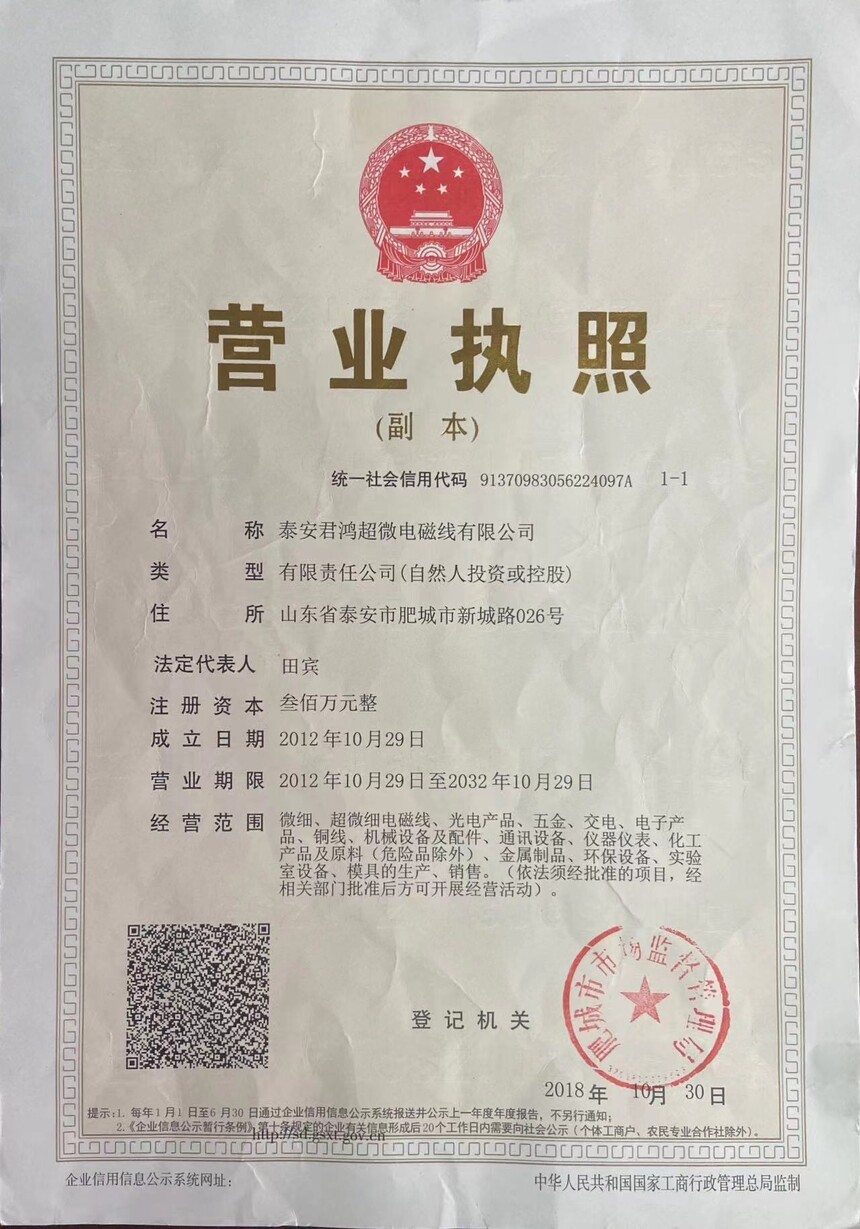 营业执照
(副 本)
统一社会信用代码 91370983056224097A 1-1
名 称 泰安君鸿超微电磁线有限公司
类 型 有限责任公司(自然人投资或控股)
住 所 山东省泰安市肥城市新城路026号
法定代表人 田宾
注册资本 叁佰万元整
成立日期 2012年10月29日
营业期限 2012年10月29日至2032年10月29日
经营范围 微细、超微细电磁线、光电产品、五金、交电、电子产
品、铜线、机械设备及配件、通讯设备、仪器仪表、化工
产品及原料（危险品除外）、金属制品、环保设备、实验
室设备、模具的生产、销售。（依法须经批准的项目，经
相关部门批准后方可开展经营活动）。
肥城市市场监督管理局
登记机关
2018年 10月 30日
提示:1. 每年1月1日至6月30日通过企业信用信息公示系统报送并公示上一年度年度报告，不另行通知；
2.《企业信息公示暂行条例》第十条规定的企业有关信息形成后20个工作日内需要向社会公示（个体工商户、农民专业合作社除外）。
http://sd.gsxt.gov.cn
企业信用信息公示系统网址：
中华人民共和国国家工商行政管理总局监制